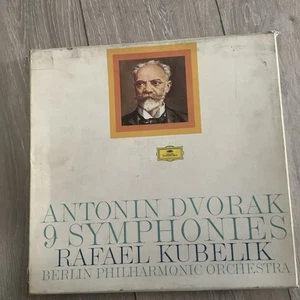 ANTONIN DVORAK
9 SYMPHONIES
RAFAEL KUBELIK
BERLIN PHILHARMONIC ORCHESTRA